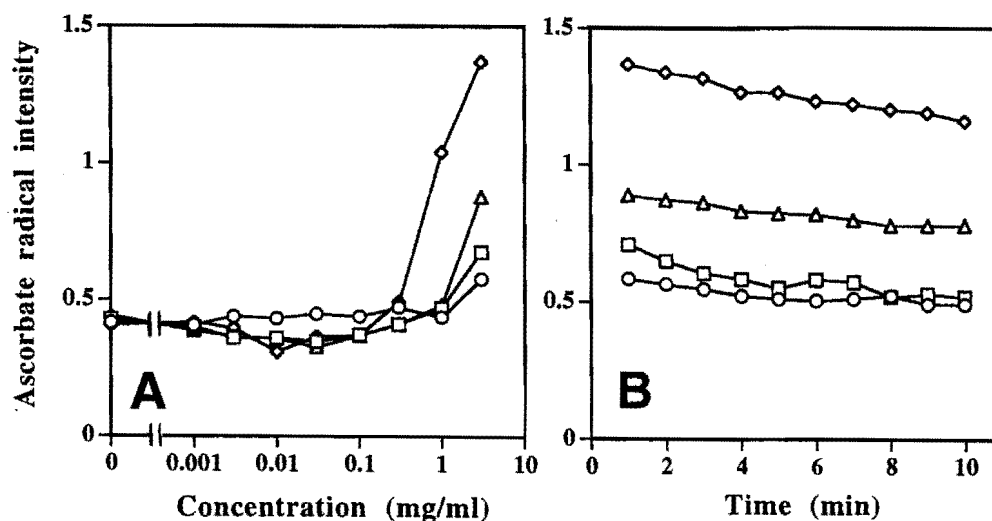 Ascorbate radical intensity
1.5
1
0.5
0
A
0 0.001 0.01 0.1 1 10
Concentration (mg/ml)
1.5
1
0.5
0
B
0 2 4 6 8 10
Time (min)